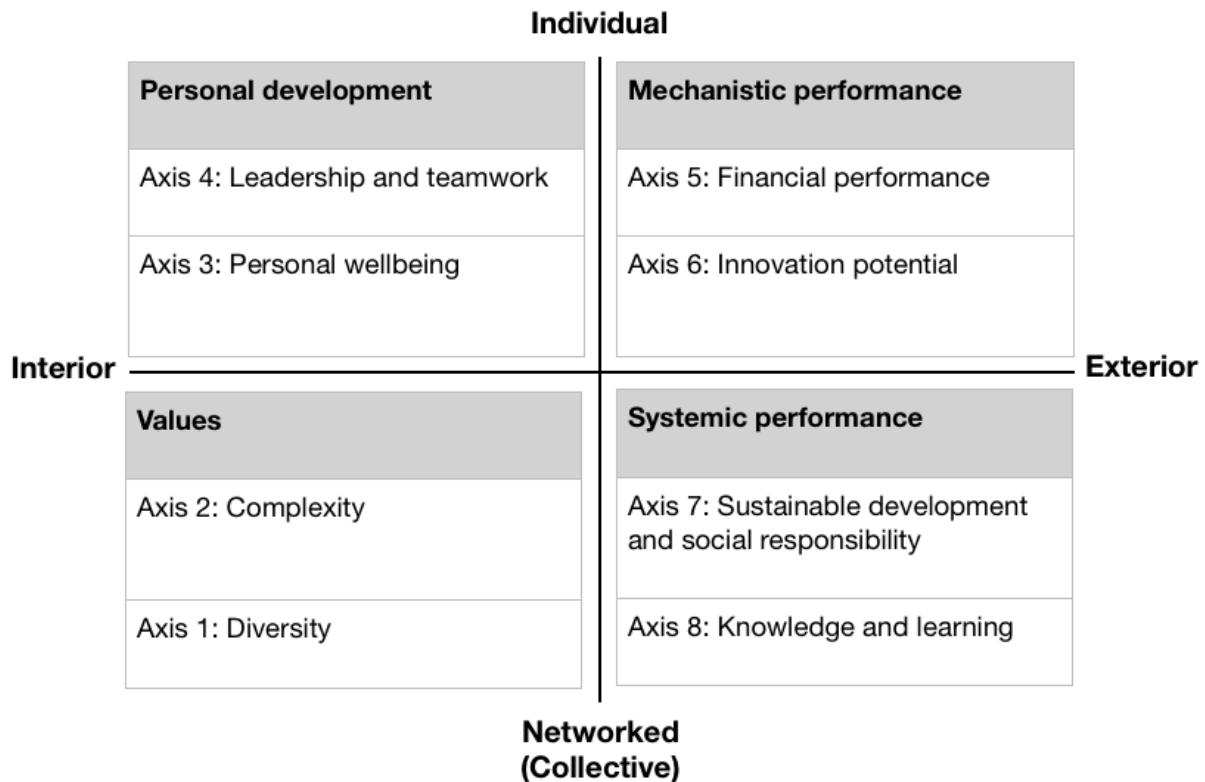 Individual
Personal development
Axis 4: Leadership and teamwork
Axis 3: Personal wellbeing
Mechanistic performance
Axis 5: Financial performance
Axis 6: Innovation potential
Interior
Exterior
Values
Axis 2: Complexity
Axis 1: Diversity
Systemic performance
Axis 7: Sustainable development
and social responsibility
Axis 8: Knowledge and learning
Networked
(Collective)